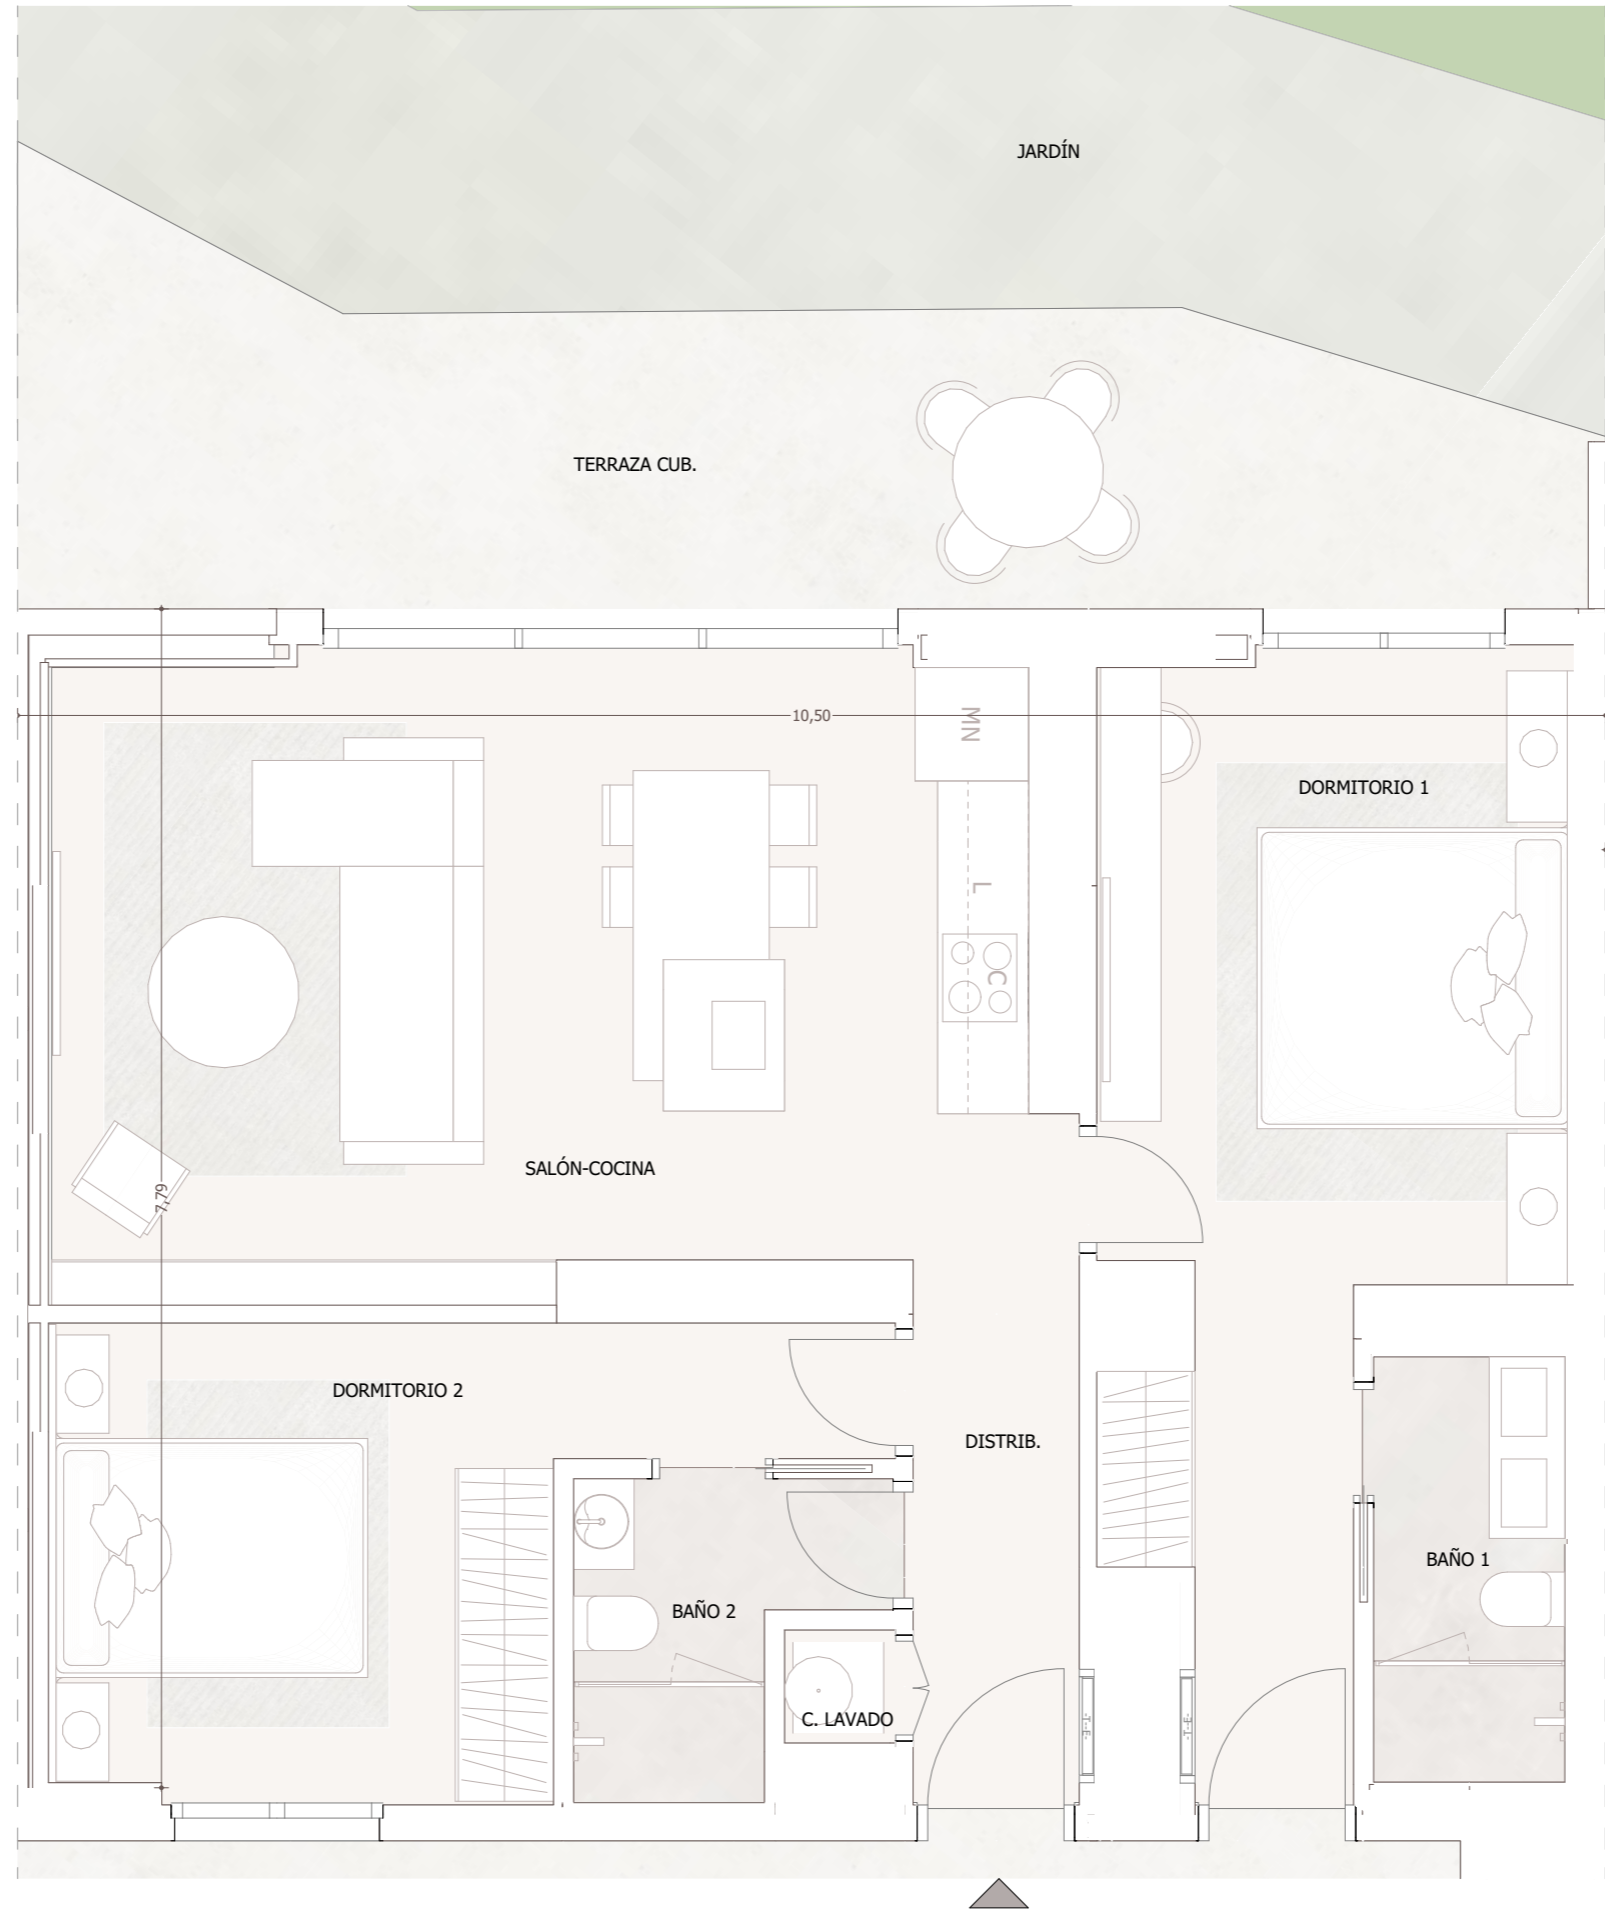 JARDÍN
TERRAZA CUB.
10,50
MN
DORMITORIO 1
L
C
SALÓN-COCINA
7,79
DORMITORIO 2
DISTRIB.
BAÑO 1
BAÑO 2
C. LAVADO
-T-E-
-T-E-